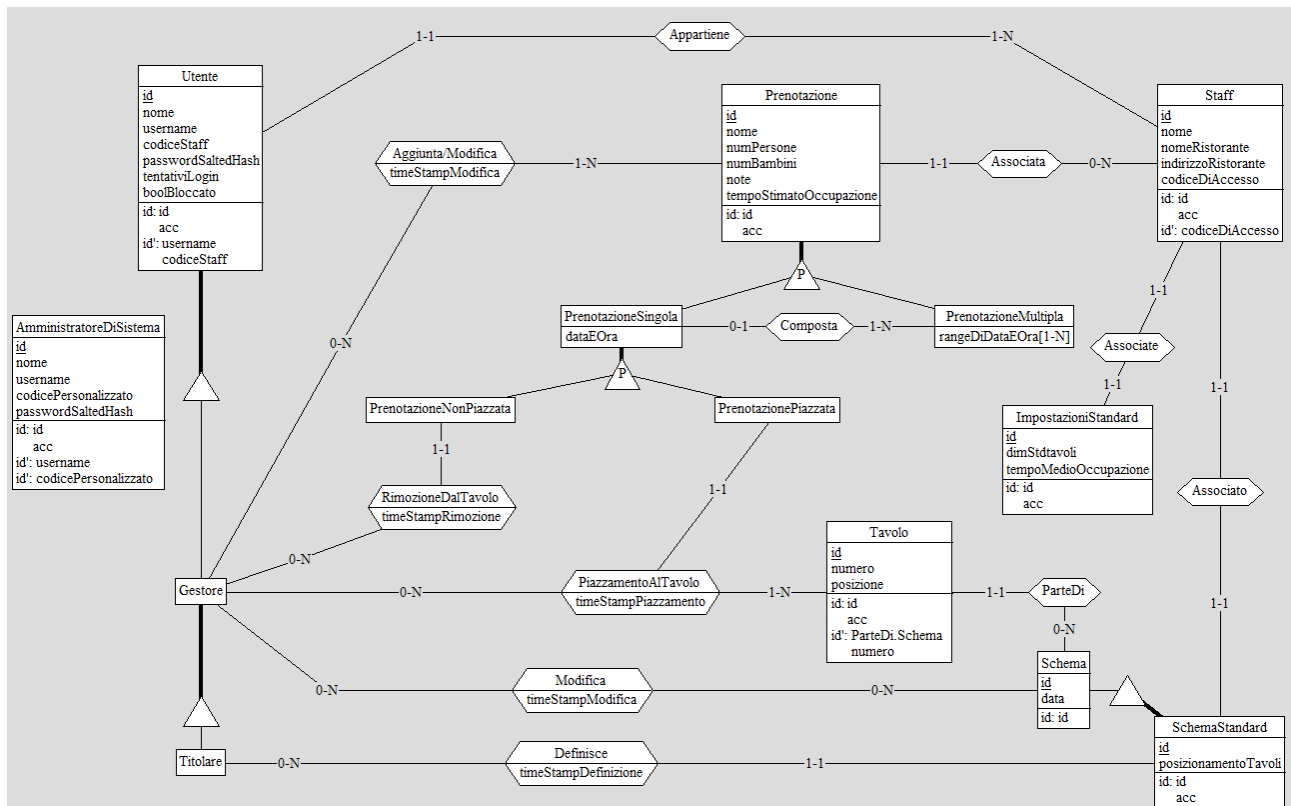 1-1
Appartiene
1-N
Utente
id
nome
username
codiceStaff
passwordSaltedHash
tentativiLogin
boolBloccato
id: id
acc
id': username
codiceStaff
Prenotazione
id
nome
numPersone
numBambini
note
tempoStimatoOccupazione
id: id
acc
Staff
id
nome
nomeRistorante
indirizzoRistorante
codiceDiAccesso
id: id
acc
id': codiceDiAccesso
Aggiunta/Modifica
timeStampModifica
1-N
1-1
Associata
0-N
P
1-1
AmministratoreDiSistema
id
nome
username
codicePersonalizzato
passwordSaltedHash
id: id
acc
id': username
id': codicePersonalizzato
0-N
PrenotazioneSingola
dataEOra
0-1
Composta
1-N
PrenotazioneMultipla
rangeDiDataEOra[1-N]
Associate
P
1-1
1-1
PrenotazioneNonPiazzata
PrenotazionePiazzata
ImpostazioniStandard
id
dimStdtavoli
tempoMedioOccupazione
id: id
acc
1-1
1-1
RimozioneDalTavolo
timeStampRimozione
Associato
0-N
Tavolo
id
numero
posizione
id: id
acc
id': ParteDi.Schema
numero
Gestore
0-N
PiazzamentoAlTavolo
timeStampPiazzamento
1-N
1-1
ParteDi
1-1
0-N
0-N
Modifica
timeStampModifica
0-N
Schema
id
data
id: id
SchemaStandard
id
posizionamentoTavoli
id: id
acc
Titolare
0-N
Definisce
timeStampDefinizione
1-1